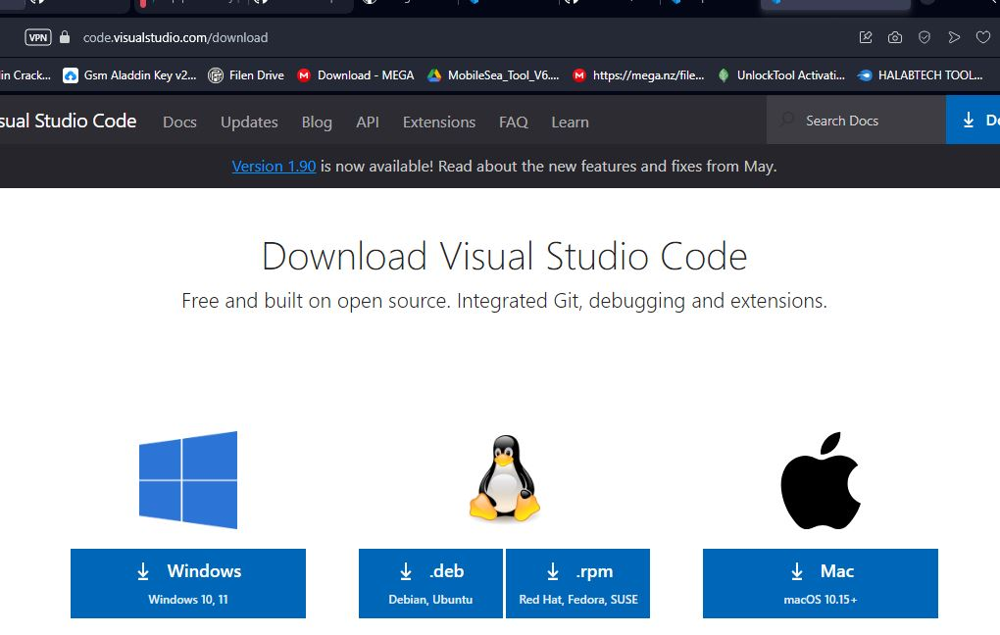 VPN code.visualstudio.com/download
in Crack... Gsm Aladdin Key v2... Filen Drive Download - MEGA MobileSea_Tool_V6.... https://mega.nz/file... UnlockTool Activati... HALABTECH TOOL...
sual Studio Code Docs Updates Blog API Extensions FAQ Learn Search Docs Do
Version 1.90 is now available! Read about the new features and fixes from May.
Download Visual Studio Code
Free and built on open source. Integrated Git, debugging and extensions.
Windows
Windows 10, 11
.deb
Debian, Ubuntu
.rpm
Red Hat, Fedora, SUSE
Mac
macOS 10.15+